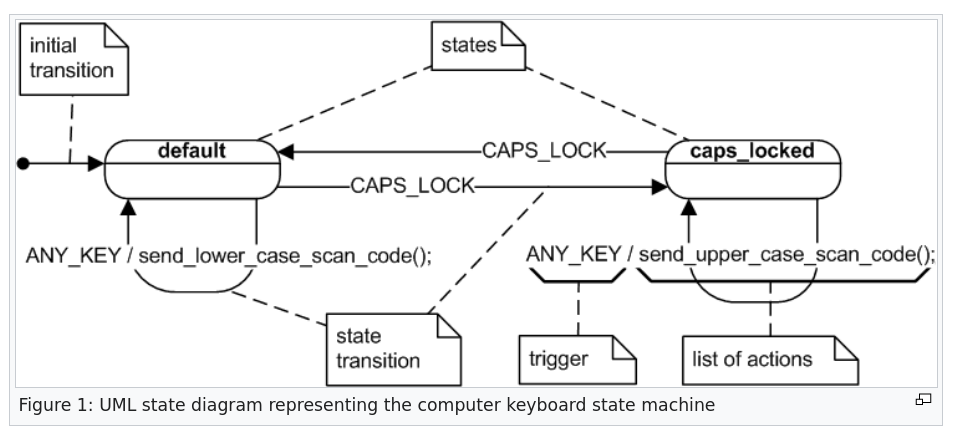 initial
transition
states
default
CAPS_LOCK
caps_locked
CAPS_LOCK
ANY_KEY / send_lower_case_scan_code();
ANY_KEY / send_upper_case_scan_code();
state
transition
trigger
list of actions
Figure 1: UML state diagram representing the computer keyboard state machine